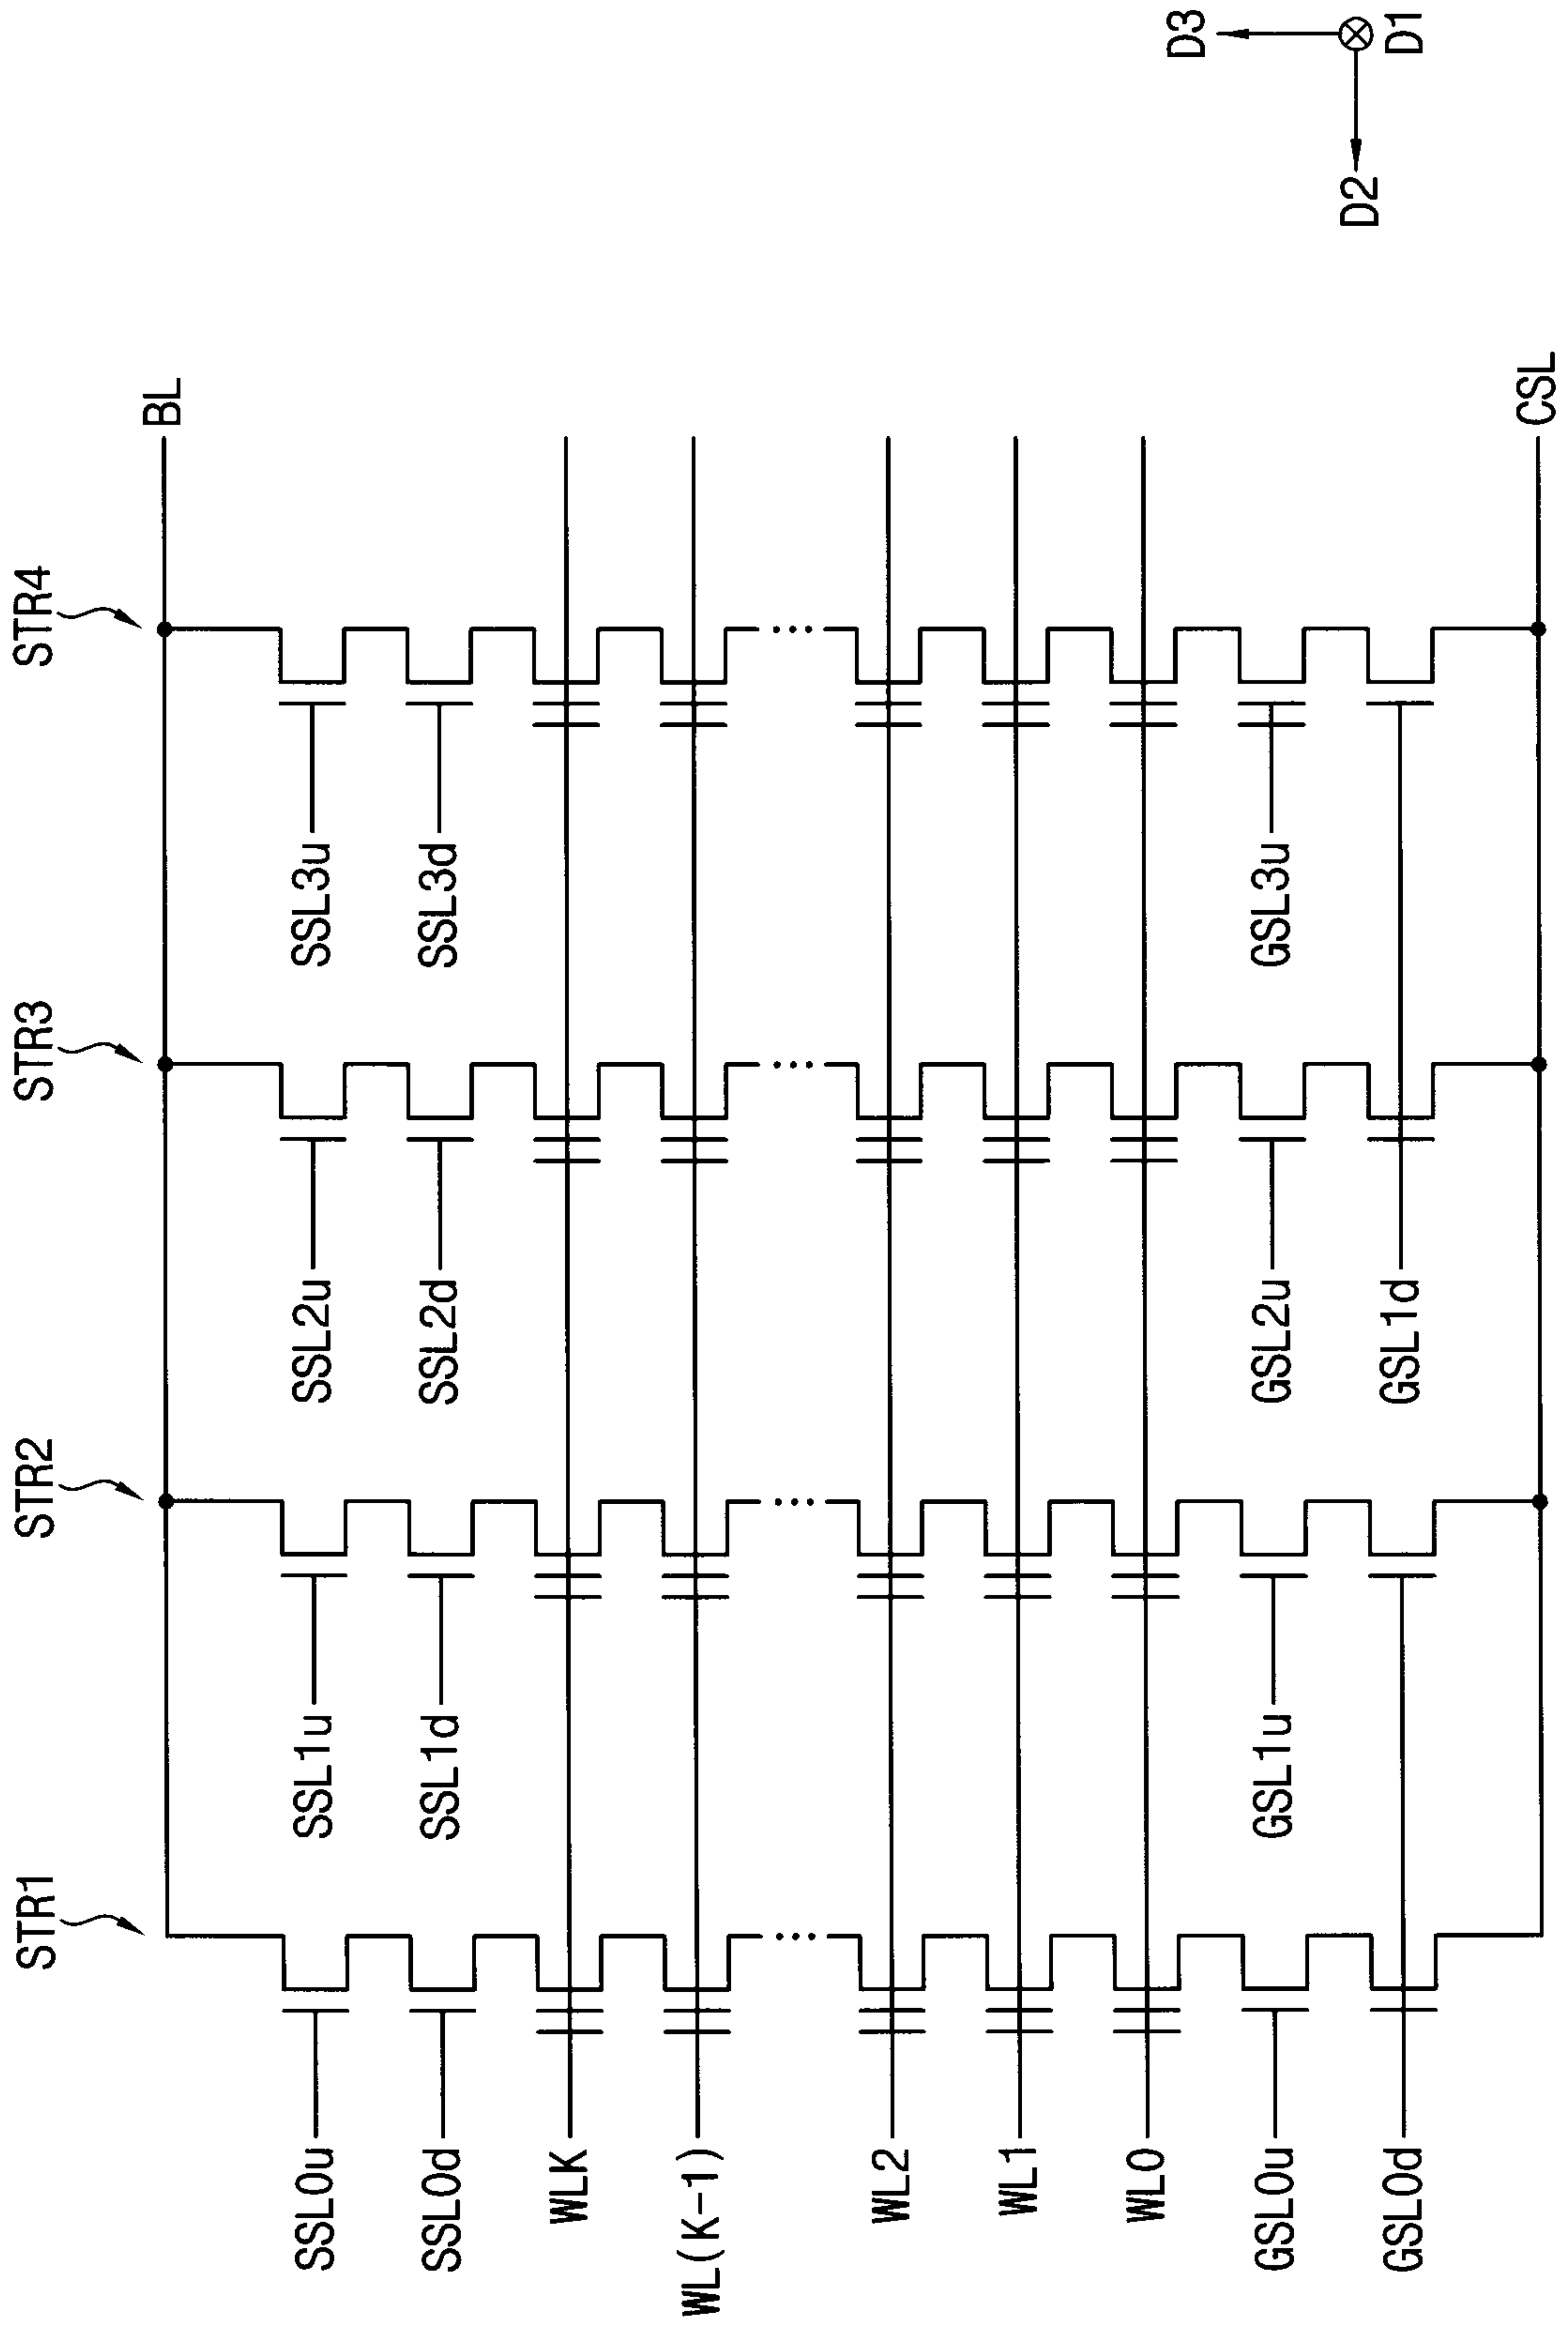 STR1
STR2
STR3
STR4
BL
SSL0u
SSL1u
SSL2u
SSL3u
SSL0d
SSL1d
SSL2d
SSL3d
WLK
WL(K-1)
WL2
WL1
WL0
GSL0u
GSL1u
GSL2u
GSL3u
GSL0d
GSL1d
CSL
D3
D2
D1